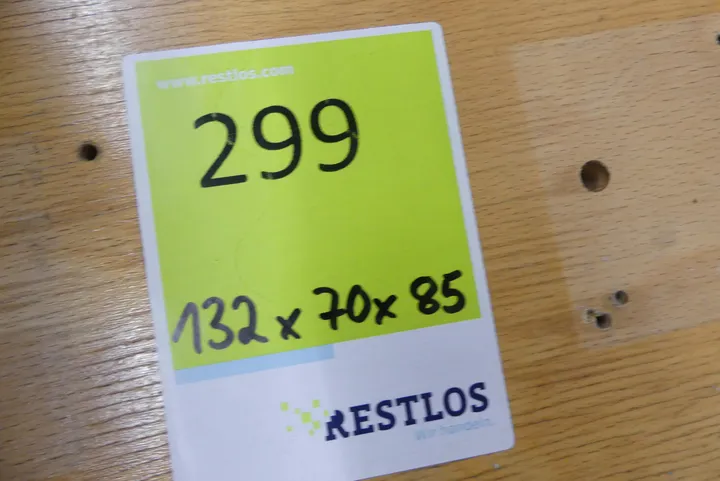 www.restlos.com
299
132 x 70 x 85
RESTLOS
Wir handeln.